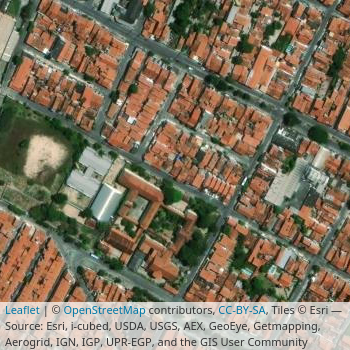 Leaflet | © OpenStreetMap contributors, CC-BY-SA, Tiles © Esri —
Source: Esri, i-cubed, USDA, USGS, AEX, GeoEye, Getmapping,
Aerogrid, IGN, IGP, UPR-EGP, and the GIS User Community